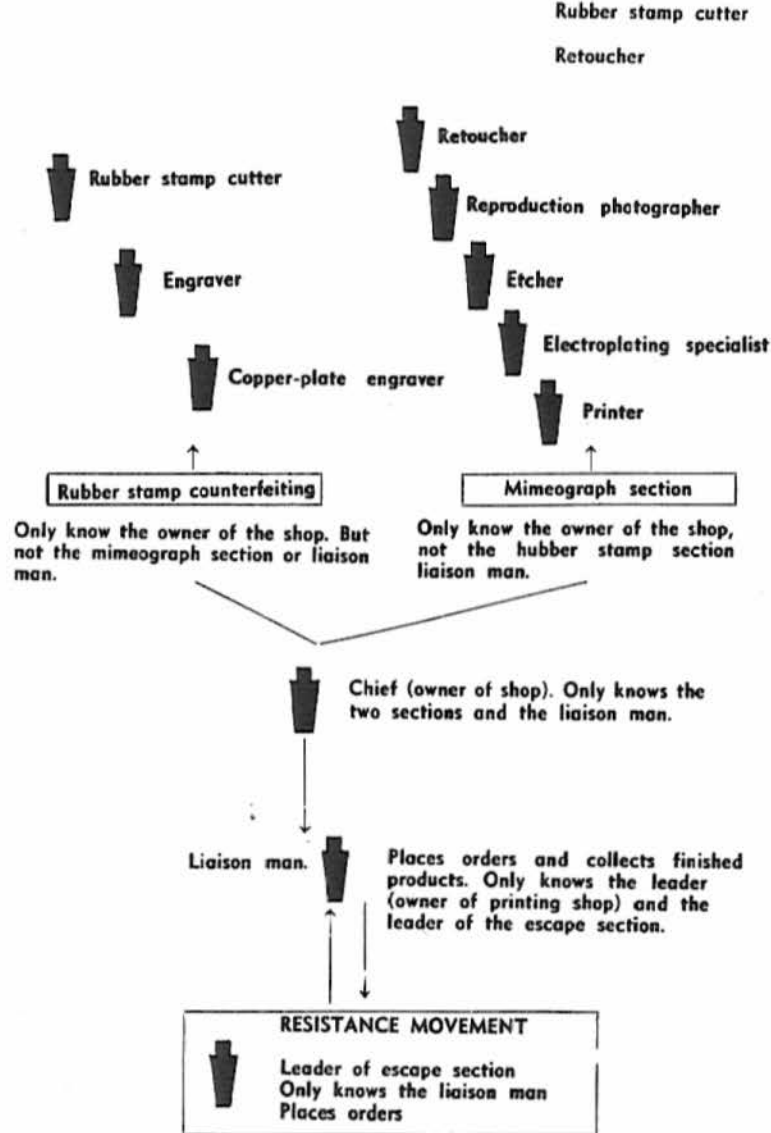 Rubber stamp cutter
Retoucher
Retoucher
Rubber stamp cutter
Reproduction photographer
Engraver
Etcher
Electroplating specialist
Copper-plate engraver
Printer
Rubber stamp counterfeiting
Only know the owner of the shop. But
not the mimeograph section or liaison
man.
Mimeograph section
Only know the owner of the shop,
not the hubber stamp section
liaison man.
Chief (owner of shop). Only knows the
two sections and the liaison man.
Liaison man.
Places orders and collects finished
products. Only knows the leader
(owner of printing shop) and the
leader of the escape section.
RESISTANCE MOVEMENT
Leader of escape section
Only knows the liaison man
Places orders